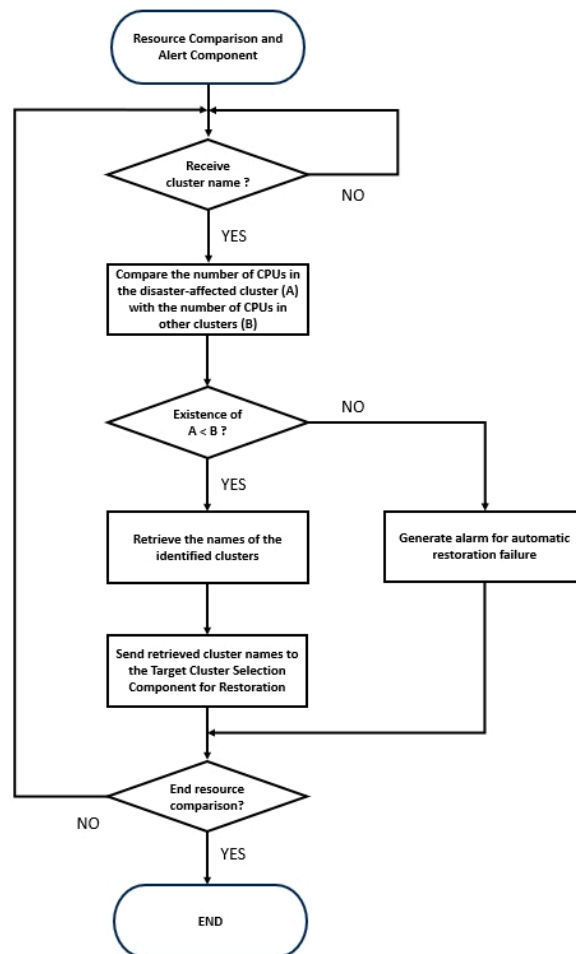 Resource Comparison and
Alert Component
Receive
cluster name ?
NO
YES
Compare the number of CPUs in
the disaster-affected cluster (A)
with the number of CPUs in
other clusters (B)
Existence of
A < B ?
NO
YES
Retrieve the names of the
identified clusters
Generate alarm for automatic
restoration failure
Send retrieved cluster names to
the Target Cluster Selection
Component for Restoration
End resource
comparison?
NO
YES
END